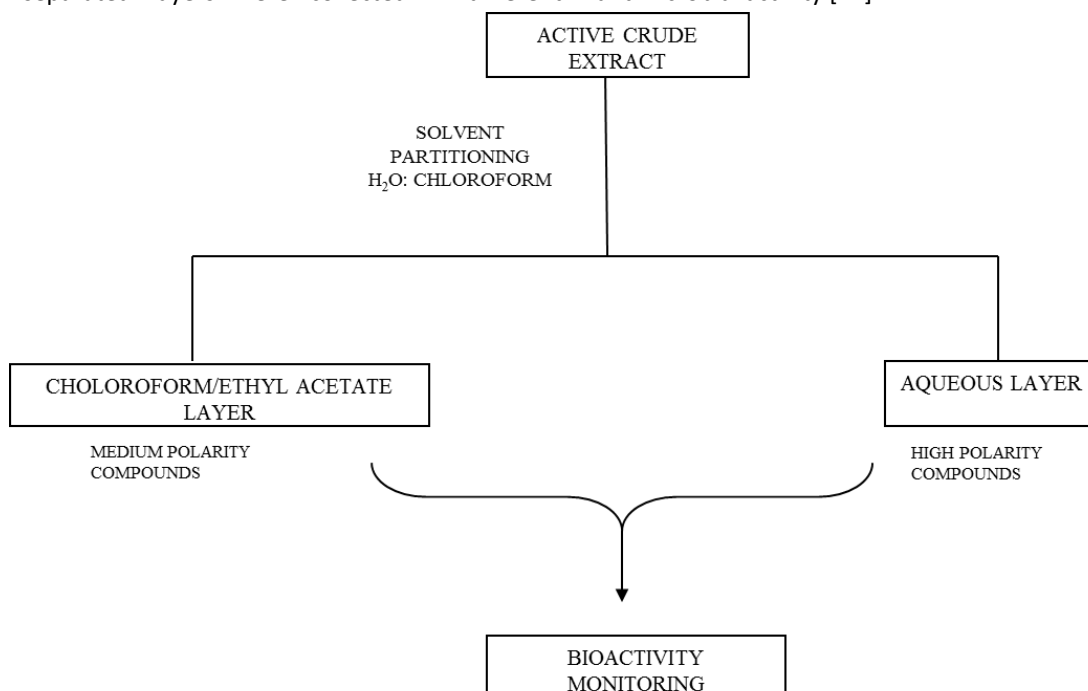 ACTIVE CRUDE
EXTRACT
SOLVENT
PARTITIONING
H₂O: CHLOROFORM
CHOLOROFORM/ETHYL ACETATE
LAYER
AQUEOUS LAYER
MEDIUM POLARITY
COMPOUNDS
HIGH POLARITY
COMPOUNDS
BIOACTIVITY
MONITORING